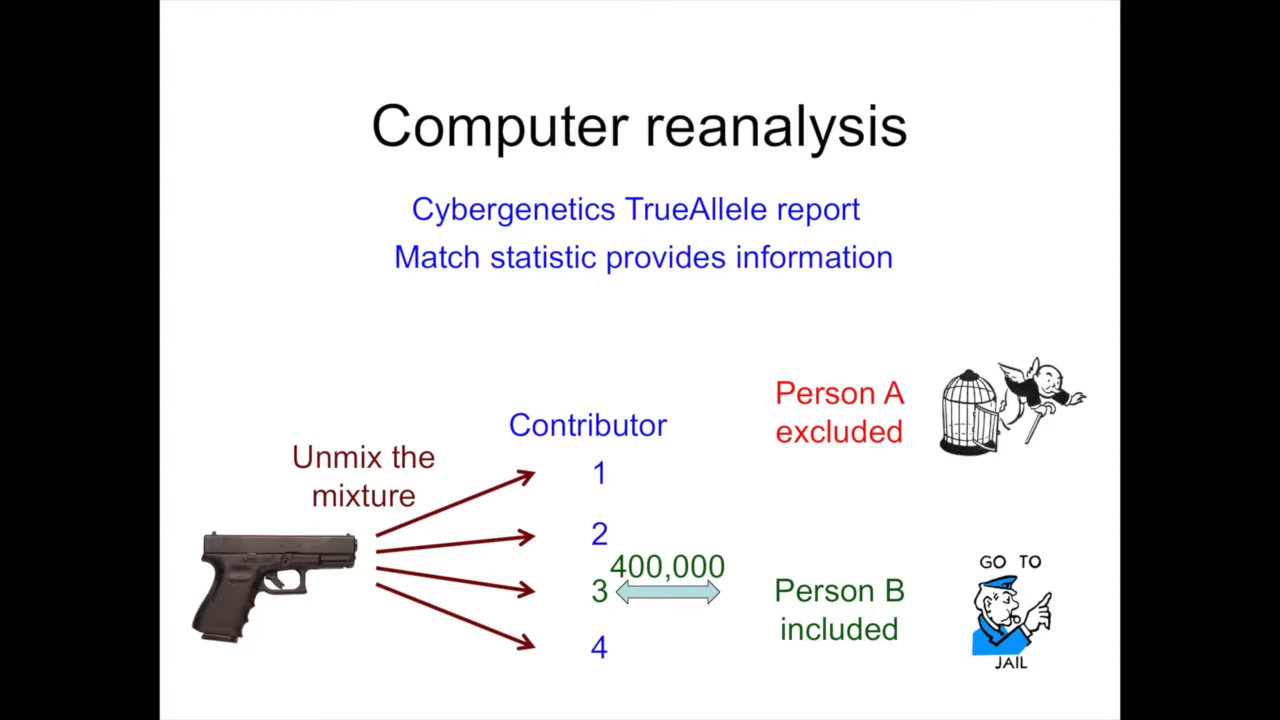 Computer reanalysis
Cybergenetics TrueAllele report
Match statistic provides information
Person A
excluded
Contributor
Unmix the
mixture
1
2
400,000
3
4
Person B
included
GO TO
JAIL